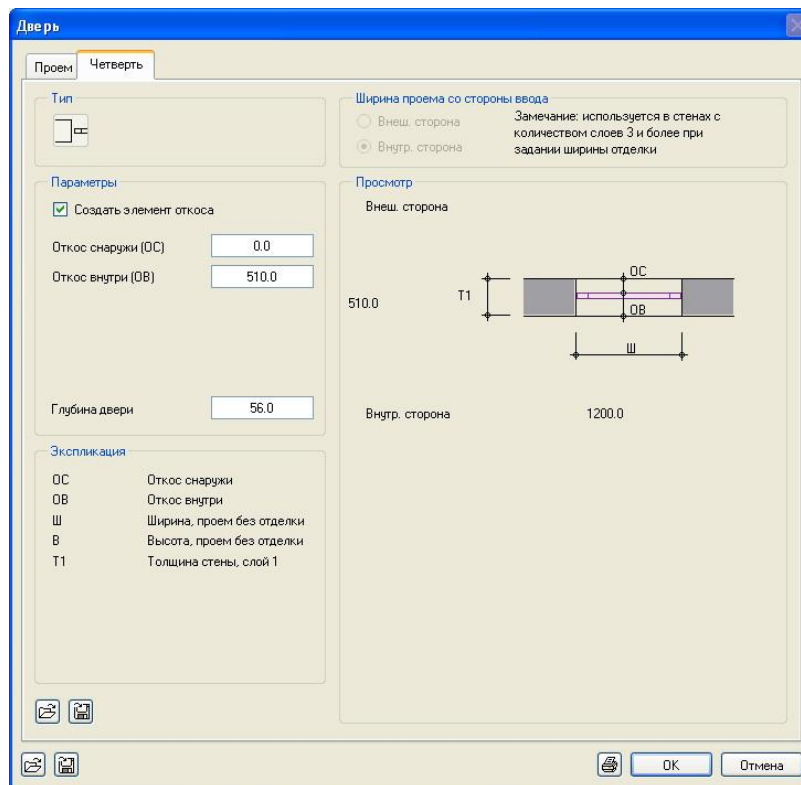 Дверь
Проем Четверть
Тип
Ширина проема со стороны ввода
Внеш. сторона
Внутр. сторона
Замечание: используется в стенах с
количеством слоев 3 и более при
задании ширины отделки
Параметры
Создать элемент откоса
Откос снаружи (ОС) 0.0
Откос внутри (ОВ) 510.0
Глубина двери 56.0
Просмотр
Внеш. сторона
ОС
510.0 Т1
ОВ
Ш
Внутр. сторона 1200.0
Экспликация
ОС Откос снаружи
ОВ Откос внутри
Ш Ширина, проем без отделки
В Высота, проем без отделки
Т1 Толщина стены, слой 1
OK Отмена